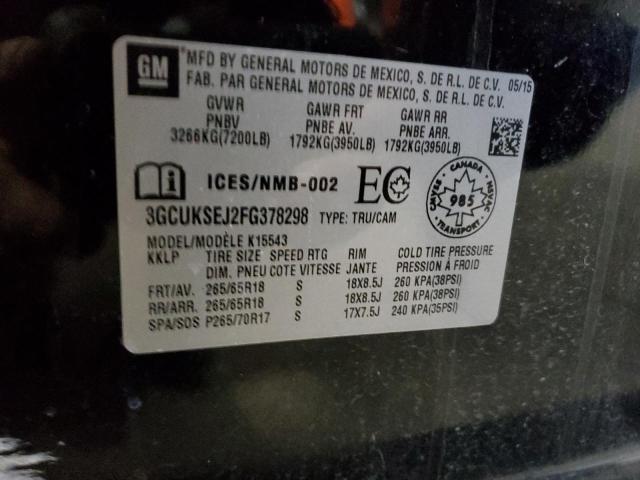 GM
MFD BY GENERAL MOTORS DE MEXICO, S. DE R.L. DE C.V. 05/15
FAB. PAR GENERAL MOTORS DE MEXICO, S. DE R.L. DE C.V.
GVWR GAWR FRT GAWR RR
PNBV PNBE AV. PNBE ARR.
3266KG(7200LB) 1792KG(3950LB) 1792KG(3950LB)
ICES/NMB-002 EC
CANADA
CMVSS NSVAC
985
TRANSPORT
3GCUKSEJ2FG378298 TYPE: TRU/CAM
MODEL/MODÈLE K15543
KKLP TIRE SIZE SPEED RTG RIM COLD TIRE PRESSURE
DIM. PNEU COTE VITESSE JANTE PRESSION À FROID
FRT/AV. 265/65R18 S 18X8.5J 260 KPA(38PSI)
RR/ARR. 265/65R18 S 18X8.5J 260 KPA(38PSI)
SPA/SOS P265/70R17 S 17X7.5J 240 KPA(35PSI)